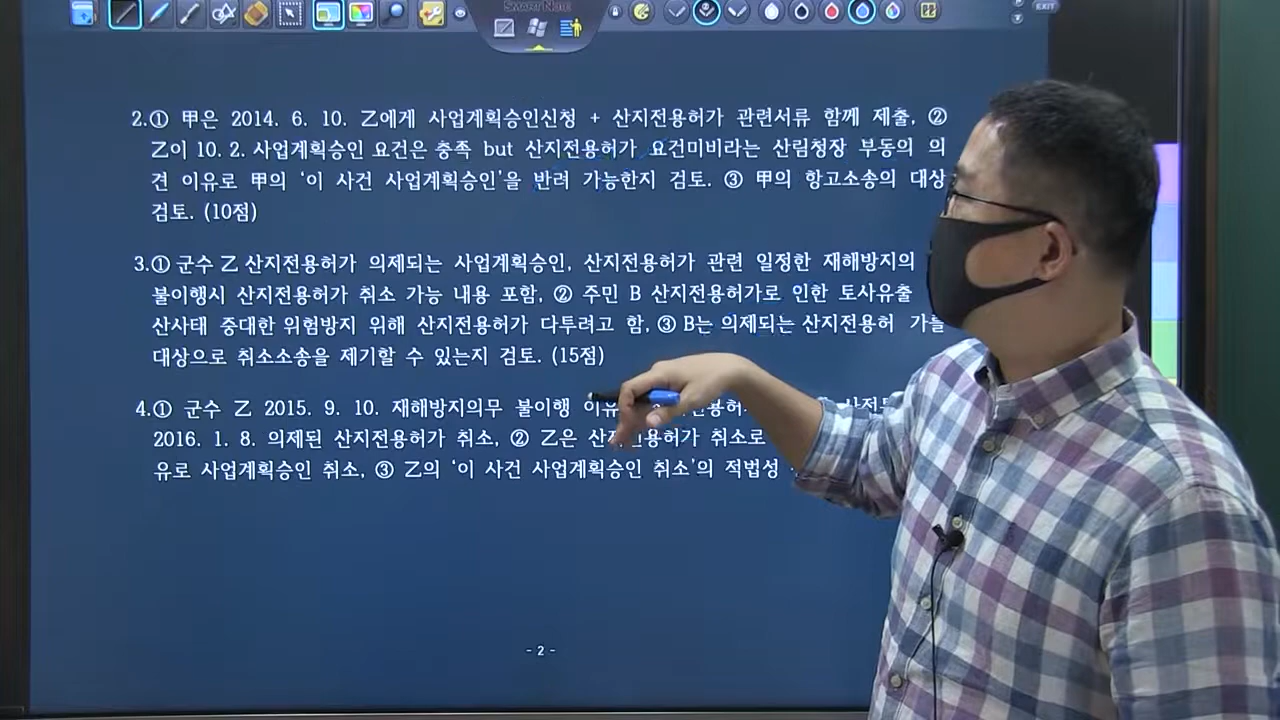 SMART NOTE
EXIT
2.① 甲은 2014. 6. 10. 乙에게 사업계획승인신청 + 산지전용허가 관련서류 함께 제출, ②
乙이 10. 2. 사업계획승인 요건은 충족 but 산지전용허가 요건미비라는 산림청장 부동의 의
견 이유로 甲의 ‘이 사건 사업계획승인’을 반려 가능한지 검토. ③ 甲의 항고소송의 대상
검토. (10점)
3.① 군수 乙 산지전용허가 의제되는 사업계획승인, 산지전용허가 관련 일정한 재해방지의
불이행시 산지전용허가 취소 가능 내용 포함, ② 주민 B 산지전용허가로 인한 토사유출
산사태 중대한 위험방지 위해 산지전용허가 다투려고 함, ③ B는 의제되는 산지전용허 가를
대상으로 취소소송을 제기할 수 있는지 검토. (15점)
4.① 군수 乙 2015. 9. 10. 재해방지의무 불이행
2016. 1. 8. 의제된 산지전용허가 취소, ② 乙은 산지전용허가 취소로
유로 사업계획승인 취소, ③ 乙의 ‘이 사건 사업계획승인 취소’의 적법성
- 2 -